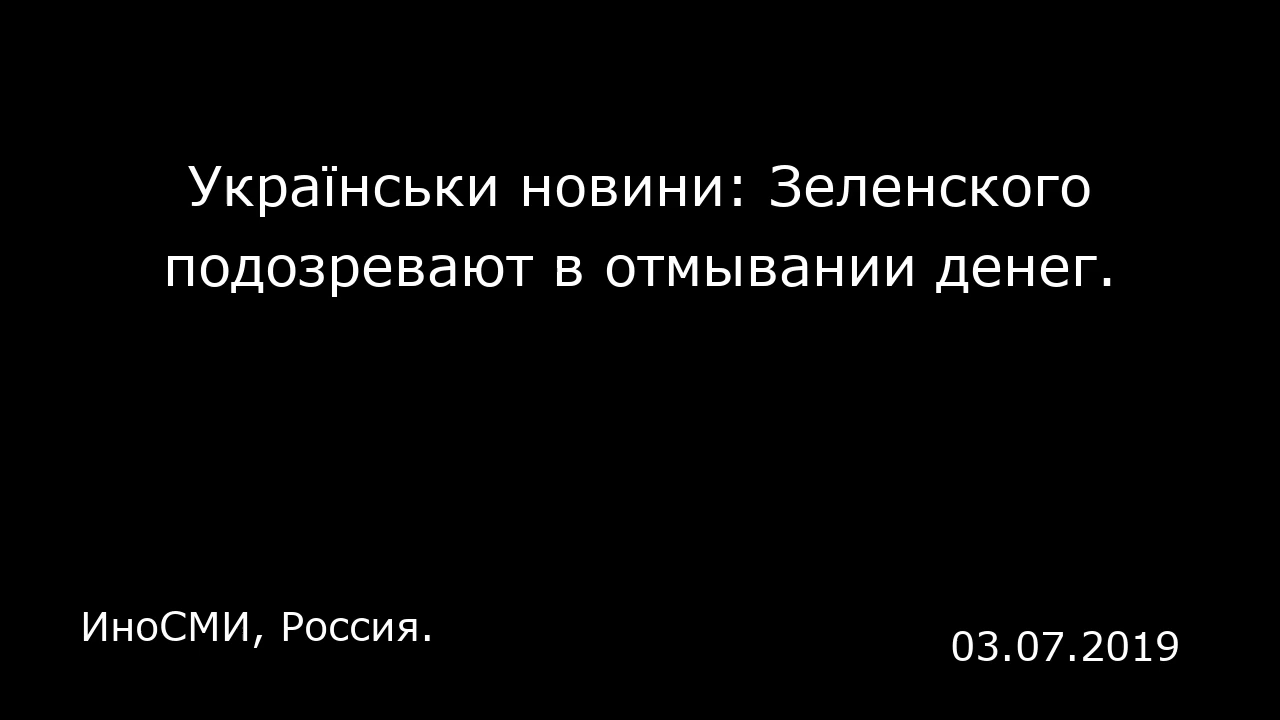 Українськи новини: Зеленского
подозревают в отмывании денег.
ИноСМИ, Россия.
03.07.2019